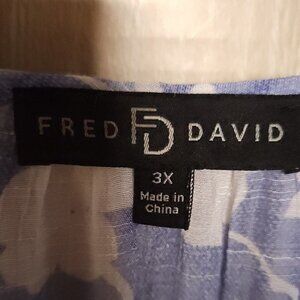 FRED FD DAVID
3X
Made in
China